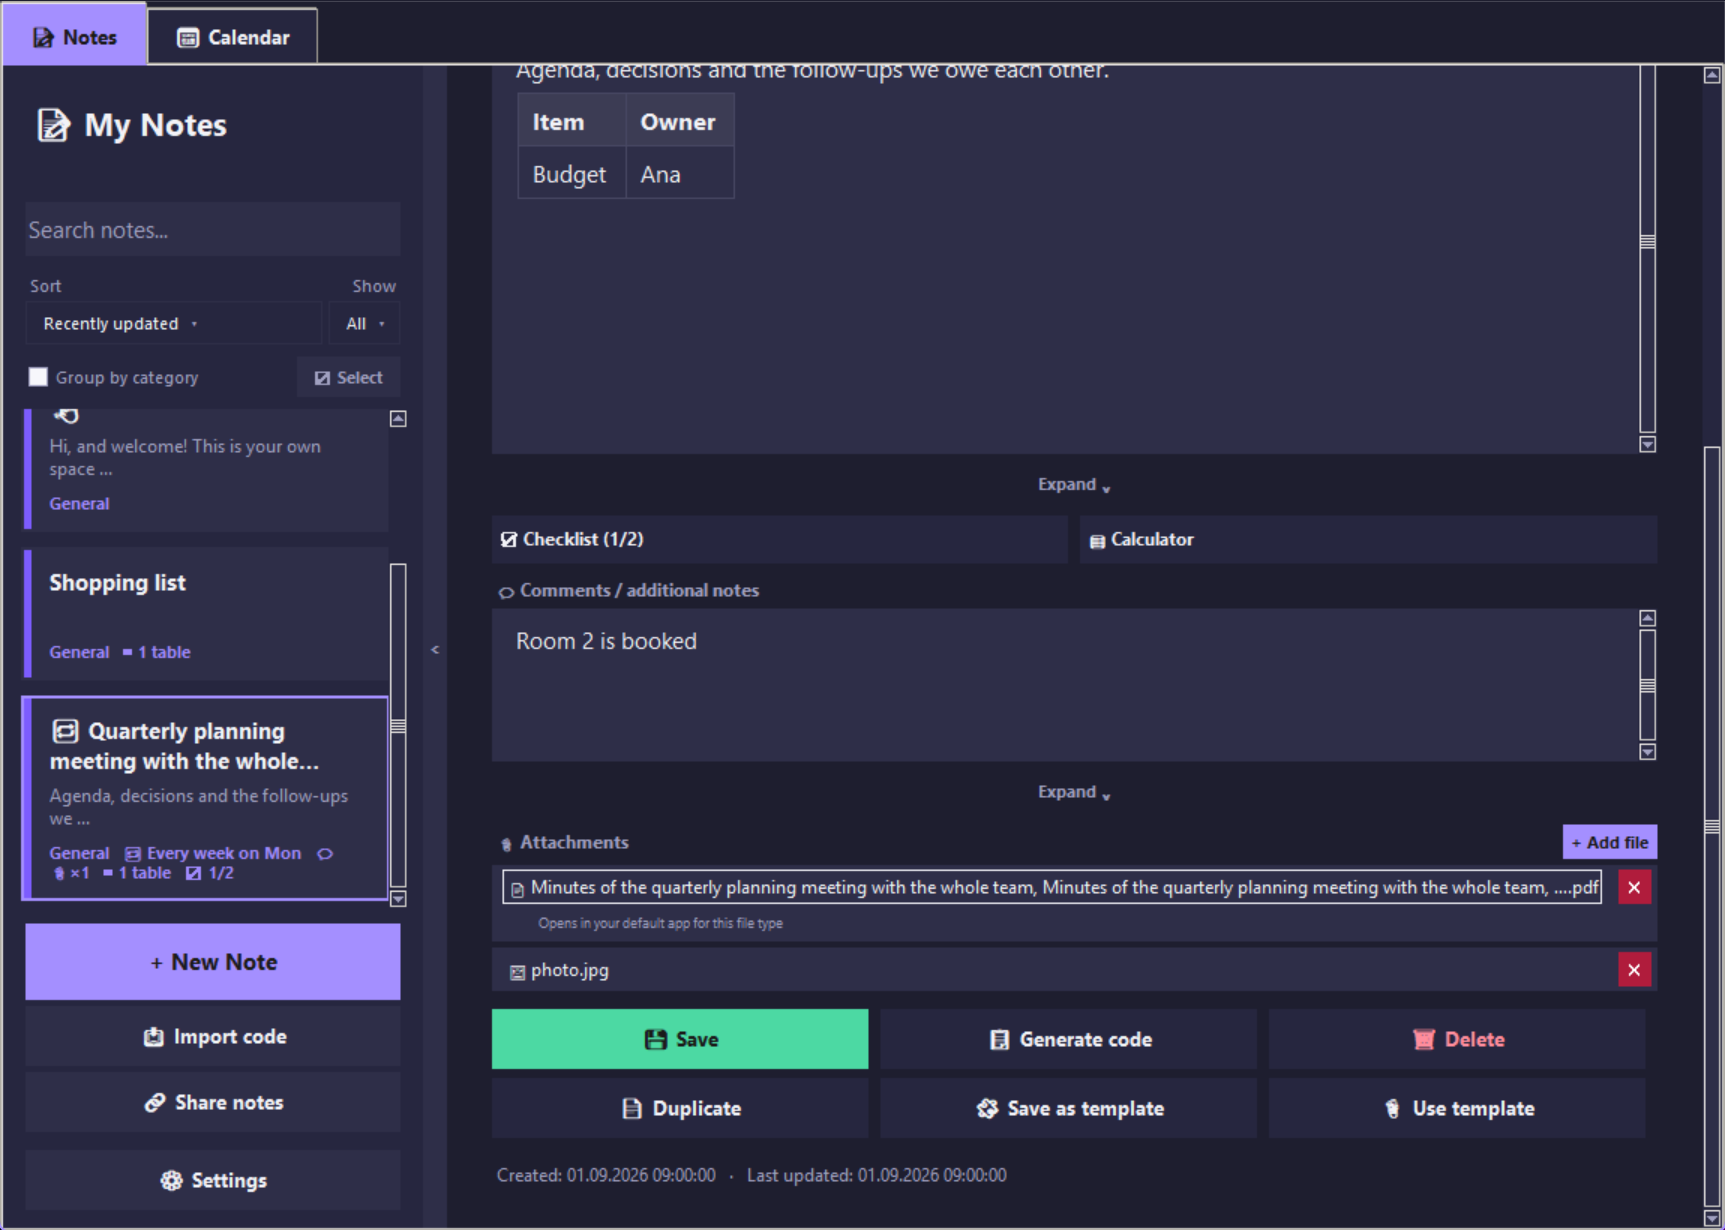 Notes
Calendar
My Notes
Search notes...
Sort
Show
Recently updated
All
Group by category
Select
Hi, and welcome! This is your own
space ...
General
Shopping list
General
1 table
Quarterly planning
meeting with the whole...
Agenda, decisions and the follow-ups
we ...
General
Every week on Mon
×1
1 table
1/2
+ New Note
Import code
Share notes
Settings
<
Agenda, decisions and the follow-ups we owe each other.
Item
Owner
Budget
Ana
Expand
Checklist (1/2)
Calculator
Comments / additional notes
Room 2 is booked
Expand
Attachments
+ Add file
Minutes of the quarterly planning meeting with the whole team, Minutes of the quarterly planning meeting with the whole team, ....pdf
Opens in your default app for this file type
photo.jpg
Save
Generate code
Delete
Duplicate
Save as template
Use template
Created: 01.09.2026 09:00:00 · Last updated: 01.09.2026 09:00:00